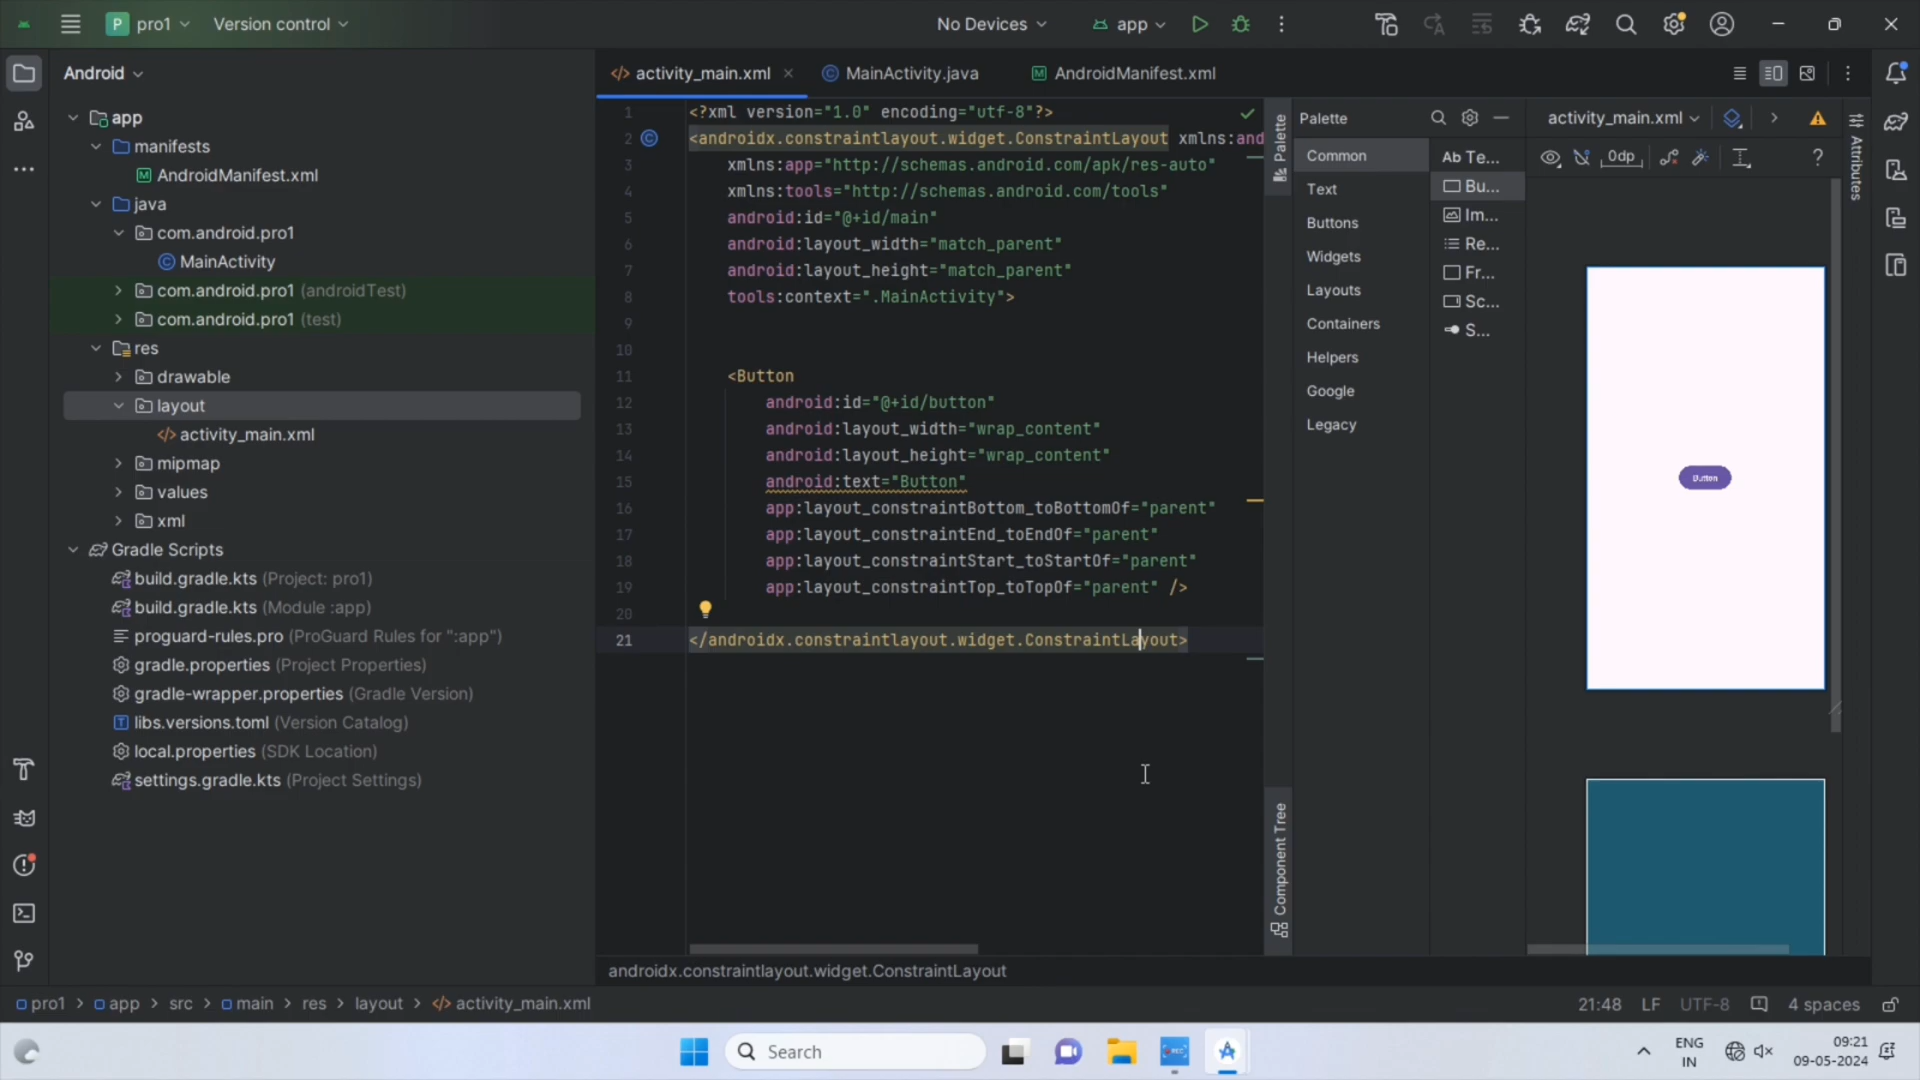 P pro1
Version control
No Devices
app
Android
app
manifests
AndroidManifest.xml
java
com.android.pro1
MainActivity
com.android.pro1 (androidTest)
com.android.pro1 (test)
res
drawable
layout
activity_main.xml
mipmap
values
xml
Gradle Scripts
build.gradle.kts (Project: pro1)
build.gradle.kts (Module :app)
proguard-rules.pro (ProGuard Rules for ":app")
gradle.properties (Project Properties)
gradle-wrapper.properties (Gradle Version)
libs.versions.toml (Version Catalog)
local.properties (SDK Location)
settings.gradle.kts (Project Settings)
activity_main.xml
MainActivity.java
AndroidManifest.xml
1 <?xml version="1.0" encoding="utf-8"?>
2 <androidx.constraintlayout.widget.ConstraintLayout xmlns:and
3 xmlns:app="http://schemas.android.com/apk/res-auto"
4 xmlns:tools="http://schemas.android.com/tools"
5 android:id="@+id/main"
6 android:layout_width="match_parent"
7 android:layout_height="match_parent"
8 tools:context=".MainActivity">
9
10
11 <Button
12 android:id="@+id/button"
13 android:layout_width="wrap_content"
14 android:layout_height="wrap_content"
15 android:text="Button"
16 app:layout_constraintBottom_toBottomOf="parent"
17 app:layout_constraintEnd_toEndOf="parent"
18 app:layout_constraintStart_toStartOf="parent"
19 app:layout_constraintTop_toTopOf="parent" />
20
21 </androidx.constraintlayout.widget.ConstraintLayout>
androidx.constraintlayout.widget.ConstraintLayout
Palette
Component Tree
Palette
Common
Text
Buttons
Widgets
Layouts
Containers
Helpers
Google
Legacy
Ab Te...
Bu...
Im...
Re...
Fr...
Sc...
S...
activity_main.xml
0dp
?
Button
Attributes
pro1 > app > src > main > res > layout > activity_main.xml
21:48 LF UTF-8 4 spaces
Search
REC
ENG
IN
09:21
09-05-2024